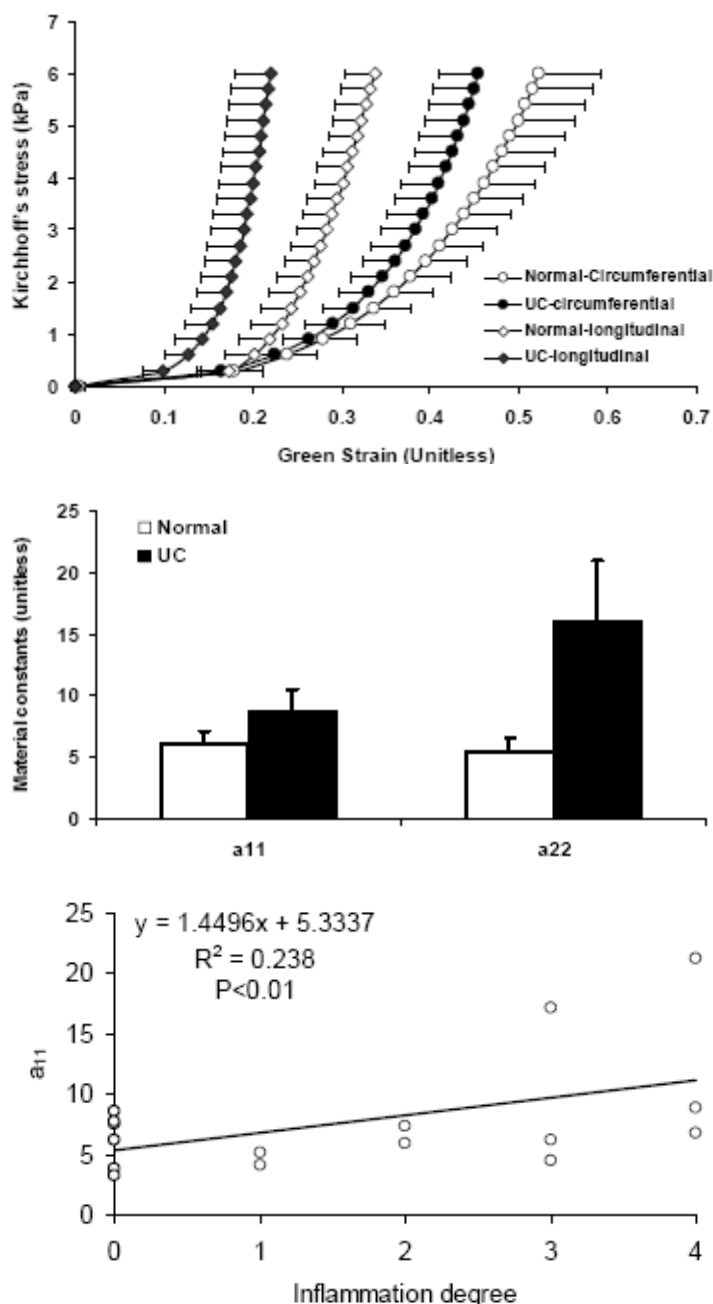 7
6
5
4
3
2
1
0
Kirchhoff's stress (kPa)
Normal-Circumferential
UC-circumferential
Normal-longitudinal
UC-longitudinal
0 0.1 0.2 0.3 0.4 0.5 0.6 0.7
Green Strain (Unitless)
25
20
15
10
5
0
Material constants (unitless)
Normal
UC
a11 a22
y = 1.4496x + 5.3337
R² = 0.238
P<0.01
25
20
15
10
5
0
a₁₁
0 1 2 3 4
Inflammation degree